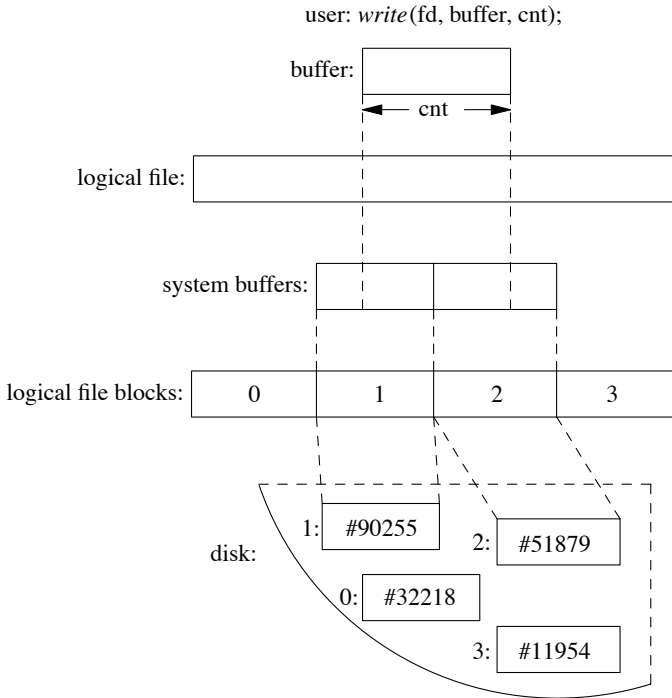 user: write(fd, buffer, cnt);
buffer:
cnt
logical file:
system buffers:
logical file blocks: 0 1 2 3
1: #90255
2: #51879
disk:
0: #32218
3: #11954